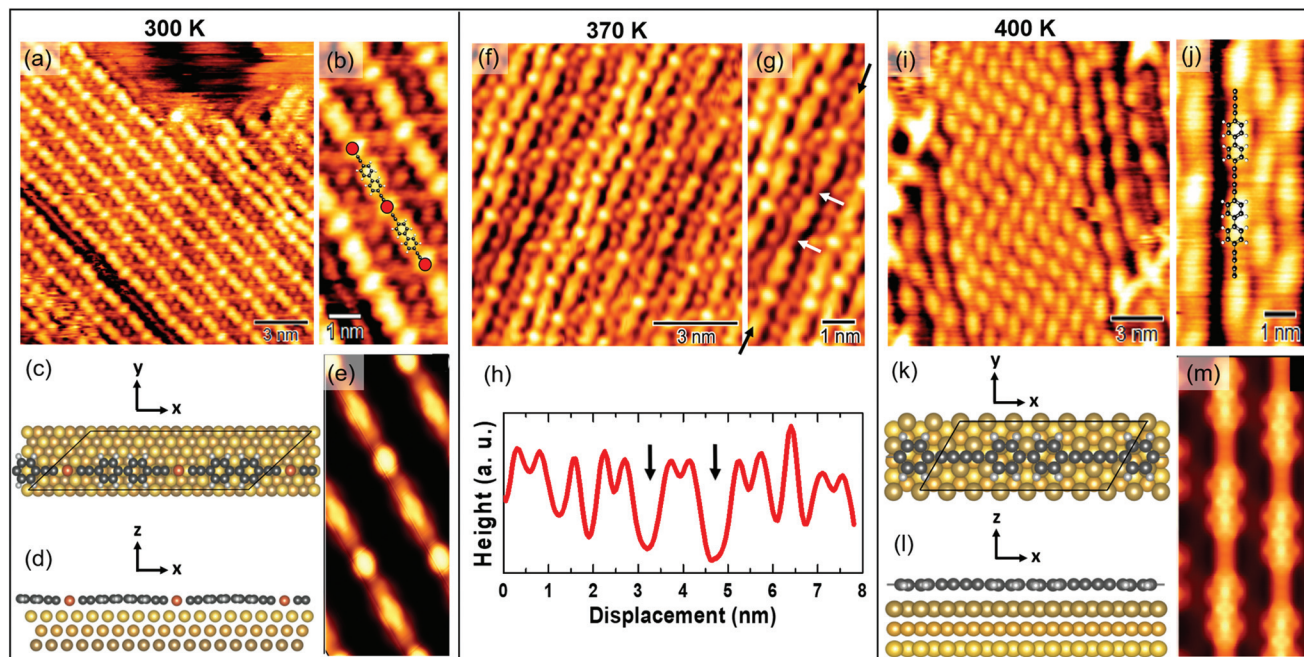 300 K
370 K
400 K
(a)
(b)
(f)
(g)
(i)
(j)
3 nm
1 nm
3 nm
1 nm
3 nm
1 nm
(c)
y
x
(e)
(h)
(k)
y
x
(m)
z
x
(d)
Height (a. u.)
0 1 2 3 4 5 6 7 8
Displacement (nm)
z
x
(l)